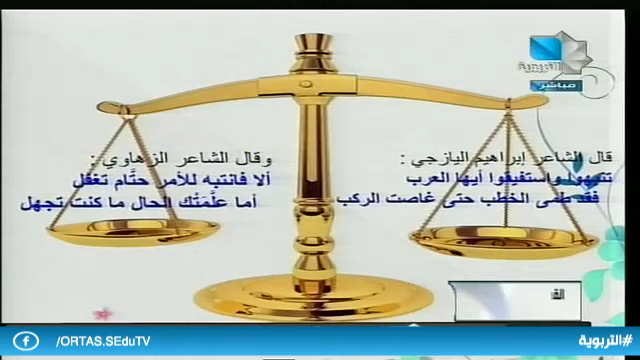 التربوية
مباشر
قال الشاعر إبراهيم اليازجي :
تنبهوا واستفيقوا أيها العرب
فقد طمى الخطب حتى غاصت الركب
وقال الشاعر الزهاوي :
ألا فانتبه للأمر حتَّام تغفل
أما علَّمَتْك الحال ما كنت تجهل
الق
/ORTAS.SEduTV
#التربوية